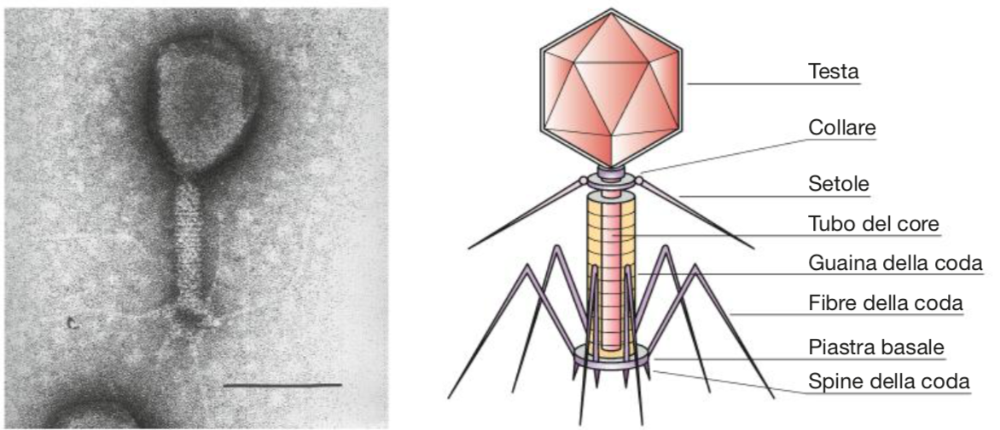 Testa
Collare
Setole
Tubo del core
Guaina della coda
Fibre della coda
Piastra basale
Spine della coda